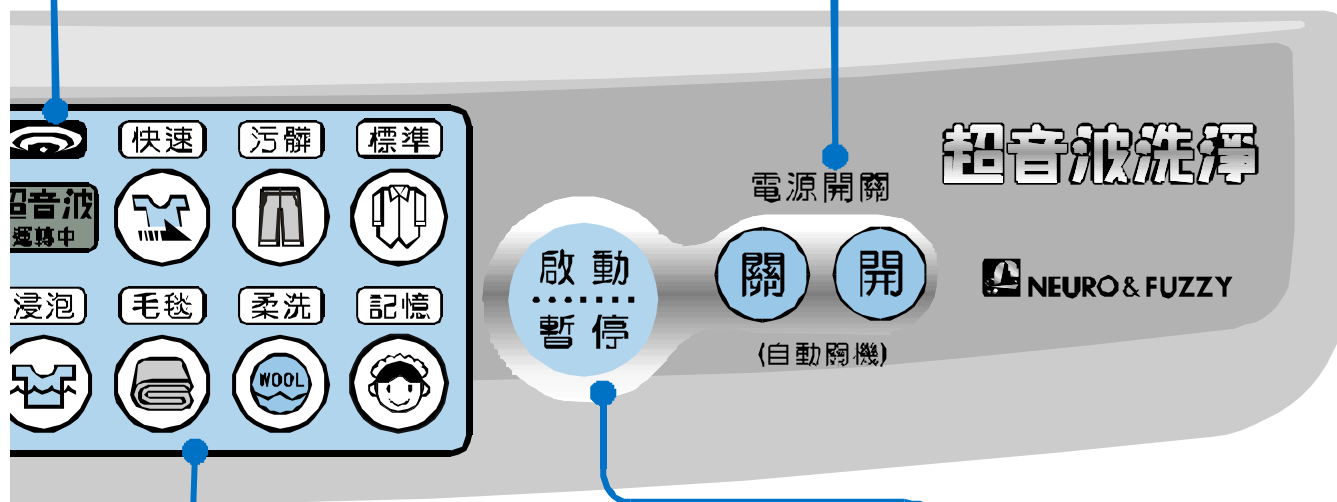 快速 污髒 標準
超音波
運轉中
浸泡 毛毯 柔洗 記憶
WOOL
啟動
暫停
電源開關
關 開
(自動關機)
超音波洗淨
NEURO & FUZZY